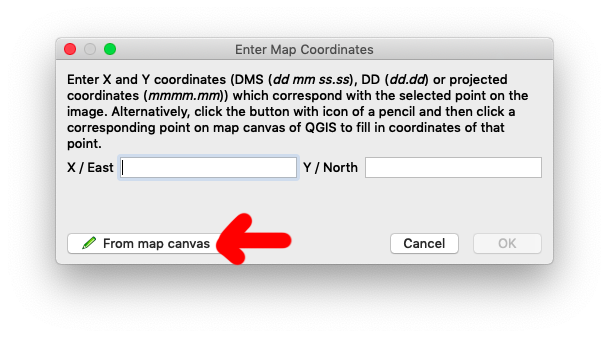 Enter Map Coordinates
Enter X and Y coordinates (DMS (dd mm ss.ss), DD (dd.dd) or projected
coordinates (mmmm.mm)) which correspond with the selected point on the
image. Alternatively, click the button with icon of a pencil and then click a
corresponding point on map canvas of QGIS to fill in coordinates of that
point.
X / East Y / North
From map canvas Cancel OK